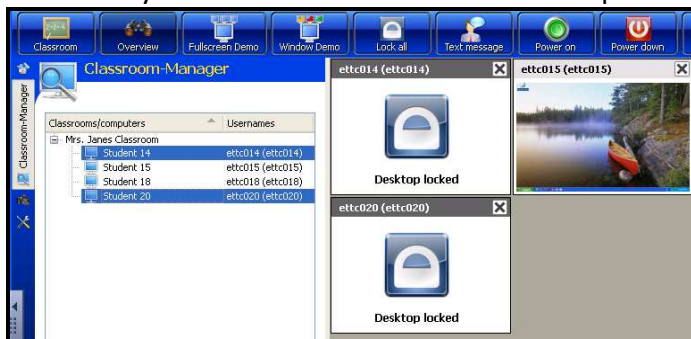 Classroom
Overview
Fullscreen Demo
Window Demo
Lock all
Text message
Power on
Power down
Classroom-Manager
Classroom-Manager
Classrooms/computers
Usernames
Mrs. Janes Classroom
Student 14 ettc014 (ettc014)
Student 15 ettc015 (ettc015)
Student 18 ettc018 (ettc018)
Student 20 ettc020 (ettc020)
ettc014 (ettc014)
Desktop locked
ettc015 (ettc015)
ettc020 (ettc020)
Desktop locked